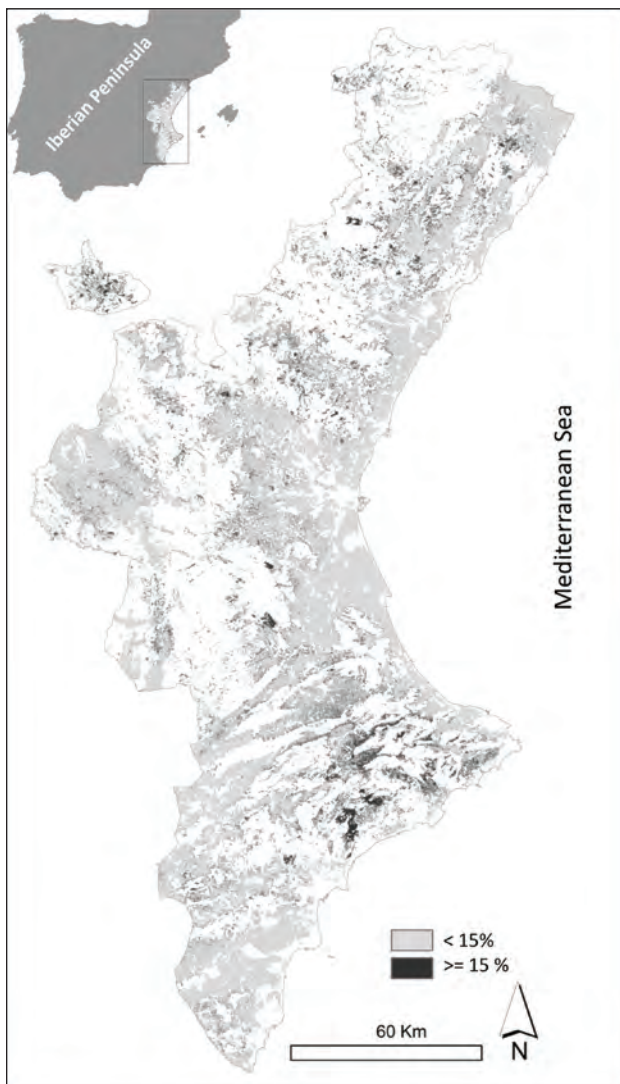 Iberian Peninsula
Mediterranean Sea
< 15%
>= 15 %
60 Km
N